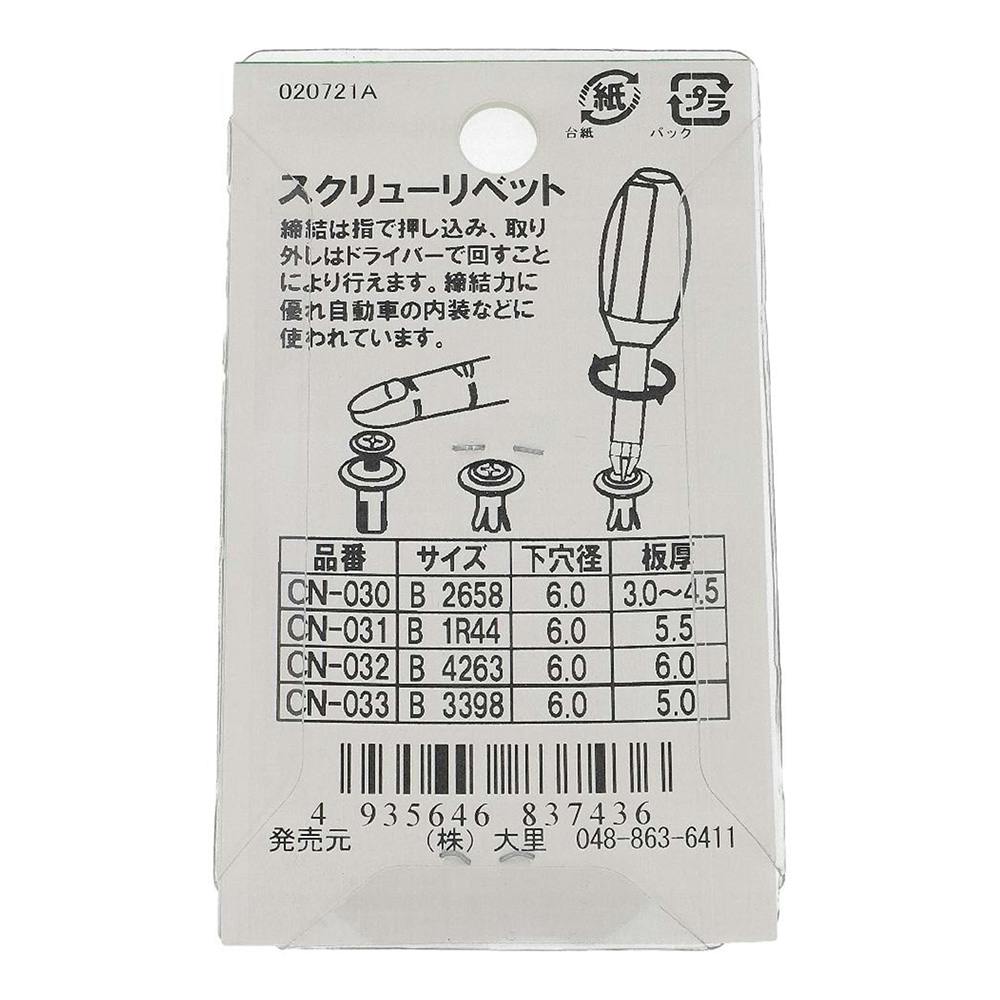 020721A
紙
プラ
台紙
パック
スクリューリベット
締結は指で押し込み、取り
外しはドライバーで回すこと
により行えます。締結力に
優れ自動車の内装などに
使われています。
品番 サイズ 下穴径 板厚
CN-030 B 2658 6.0 3.0～4.5
CN-031 B 1R44 6.0 5.5
CN-032 B 4263 6.0 6.0
CN-033 B 3398 6.0 5.0
4 935646 837436
発売元 （株）大里 048-863-6411